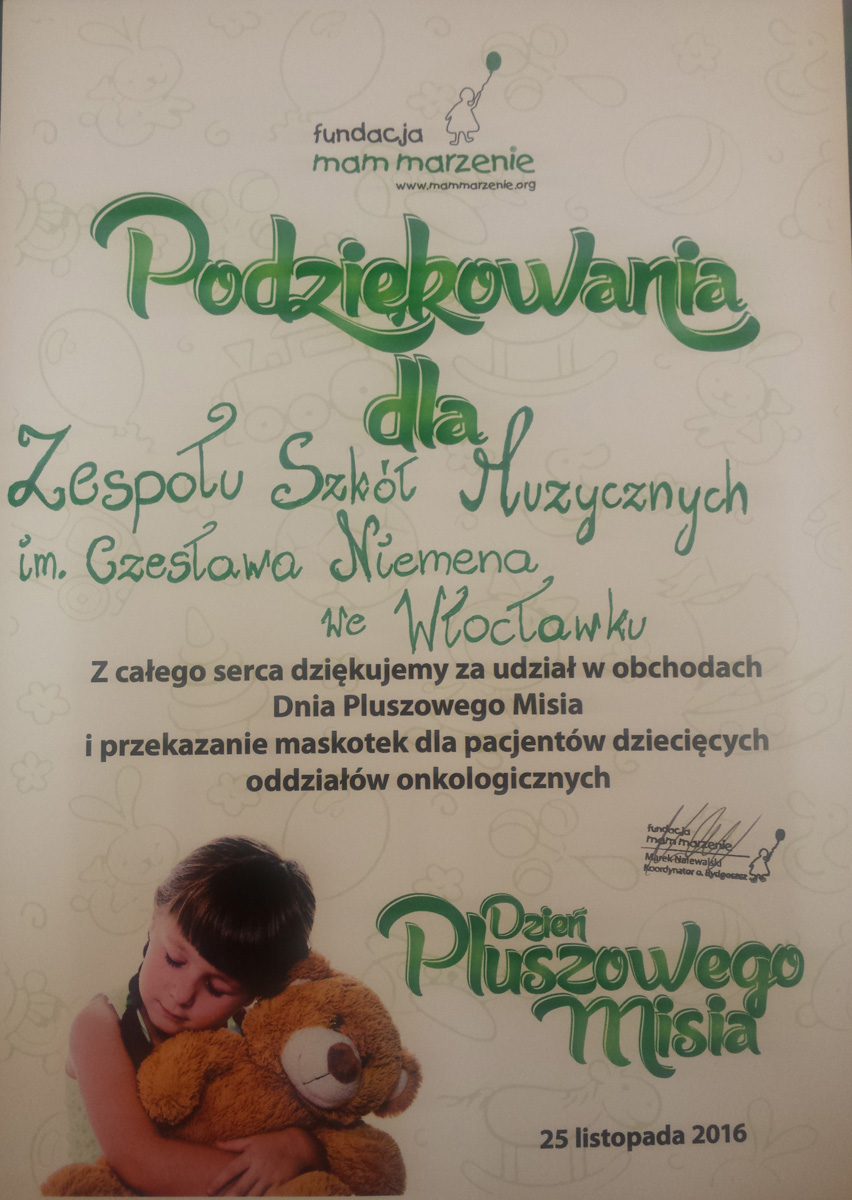 fundacja
mam marzenie
www.mammarzenie.org
Podziękowania
dla
Zespołu Szkół Muzycznych
im. Czesława Niemena
we Włocławku
Z całego serca dziękujemy za udział w obchodach
Dnia Pluszowego Misia
i przekazanie maskotek dla pacjentów dziecięcych
oddziałów onkologicznych
fundacja
mam marzenie
Marek Nalewajski
Koordynator o. Bydgoszcz
Dzień
Pluszowego
Misia
25 listopada 2016